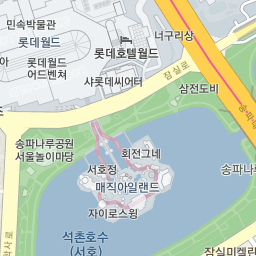 민속박물관
롯데월드
너구리상
롯데호텔월드
롯데월드
어드벤쳐
잠실로
샤롯데씨어터
삼전도비
송파나루공원
서울놀이마당
회전그네
서호정
송파나루
매직아일랜드
자이로스윙
석촌호수
(서호)
잠실미켈란